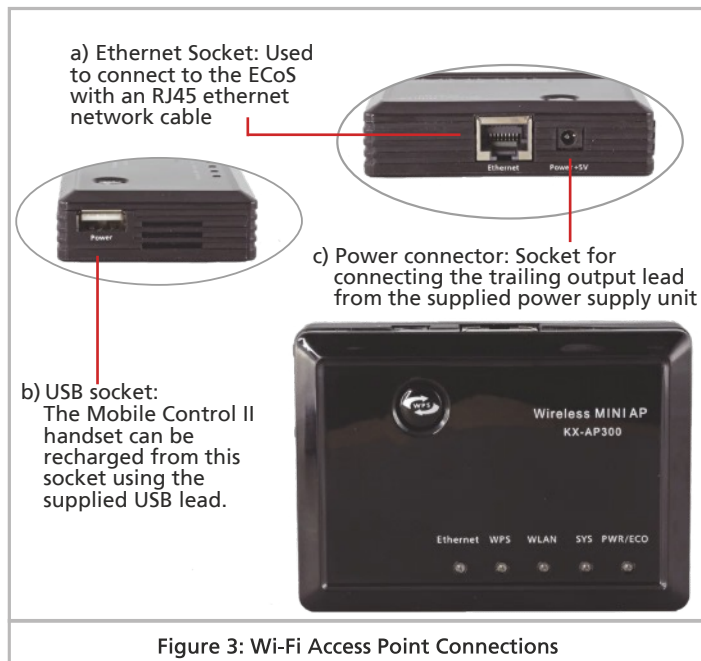 a) Ethernet Socket: Used
to connect to the ECoS
with an RJ45 ethernet
network cable
Ethernet
Power +5V
Power
c) Power connector: Socket for
connecting the trailing output lead
from the supplied power supply unit
b) USB socket:
The Mobile Control II
handset can be
recharged from this
socket using the
supplied USB lead.
WPS
Wireless MINI AP
KX-AP300
Ethernet WPS WLAN SYS PWR/ECO
Figure 3: Wi-Fi Access Point Connections